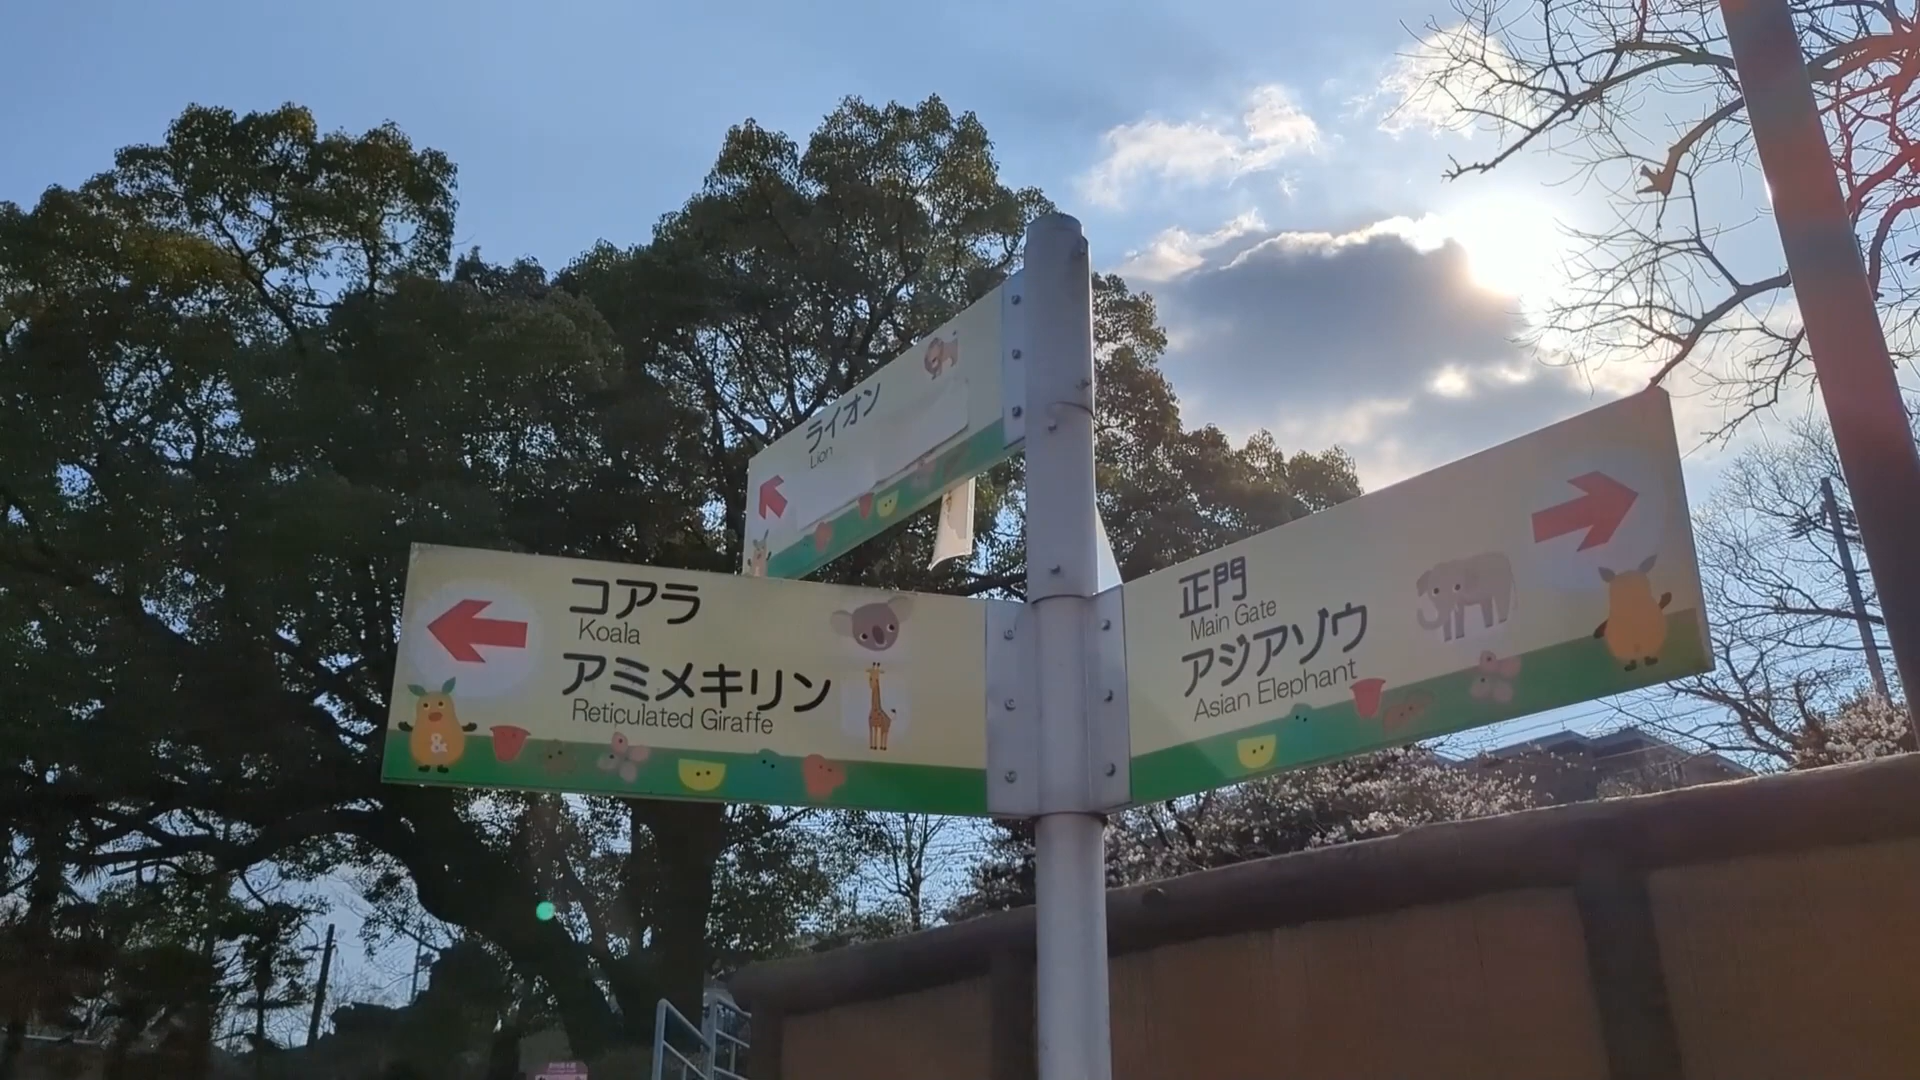 ライオン
Lion
コアラ
Koala
アミメキリン
Reticulated Giraffe
&
正門
Main Gate
アジアゾウ
Asian Elephant